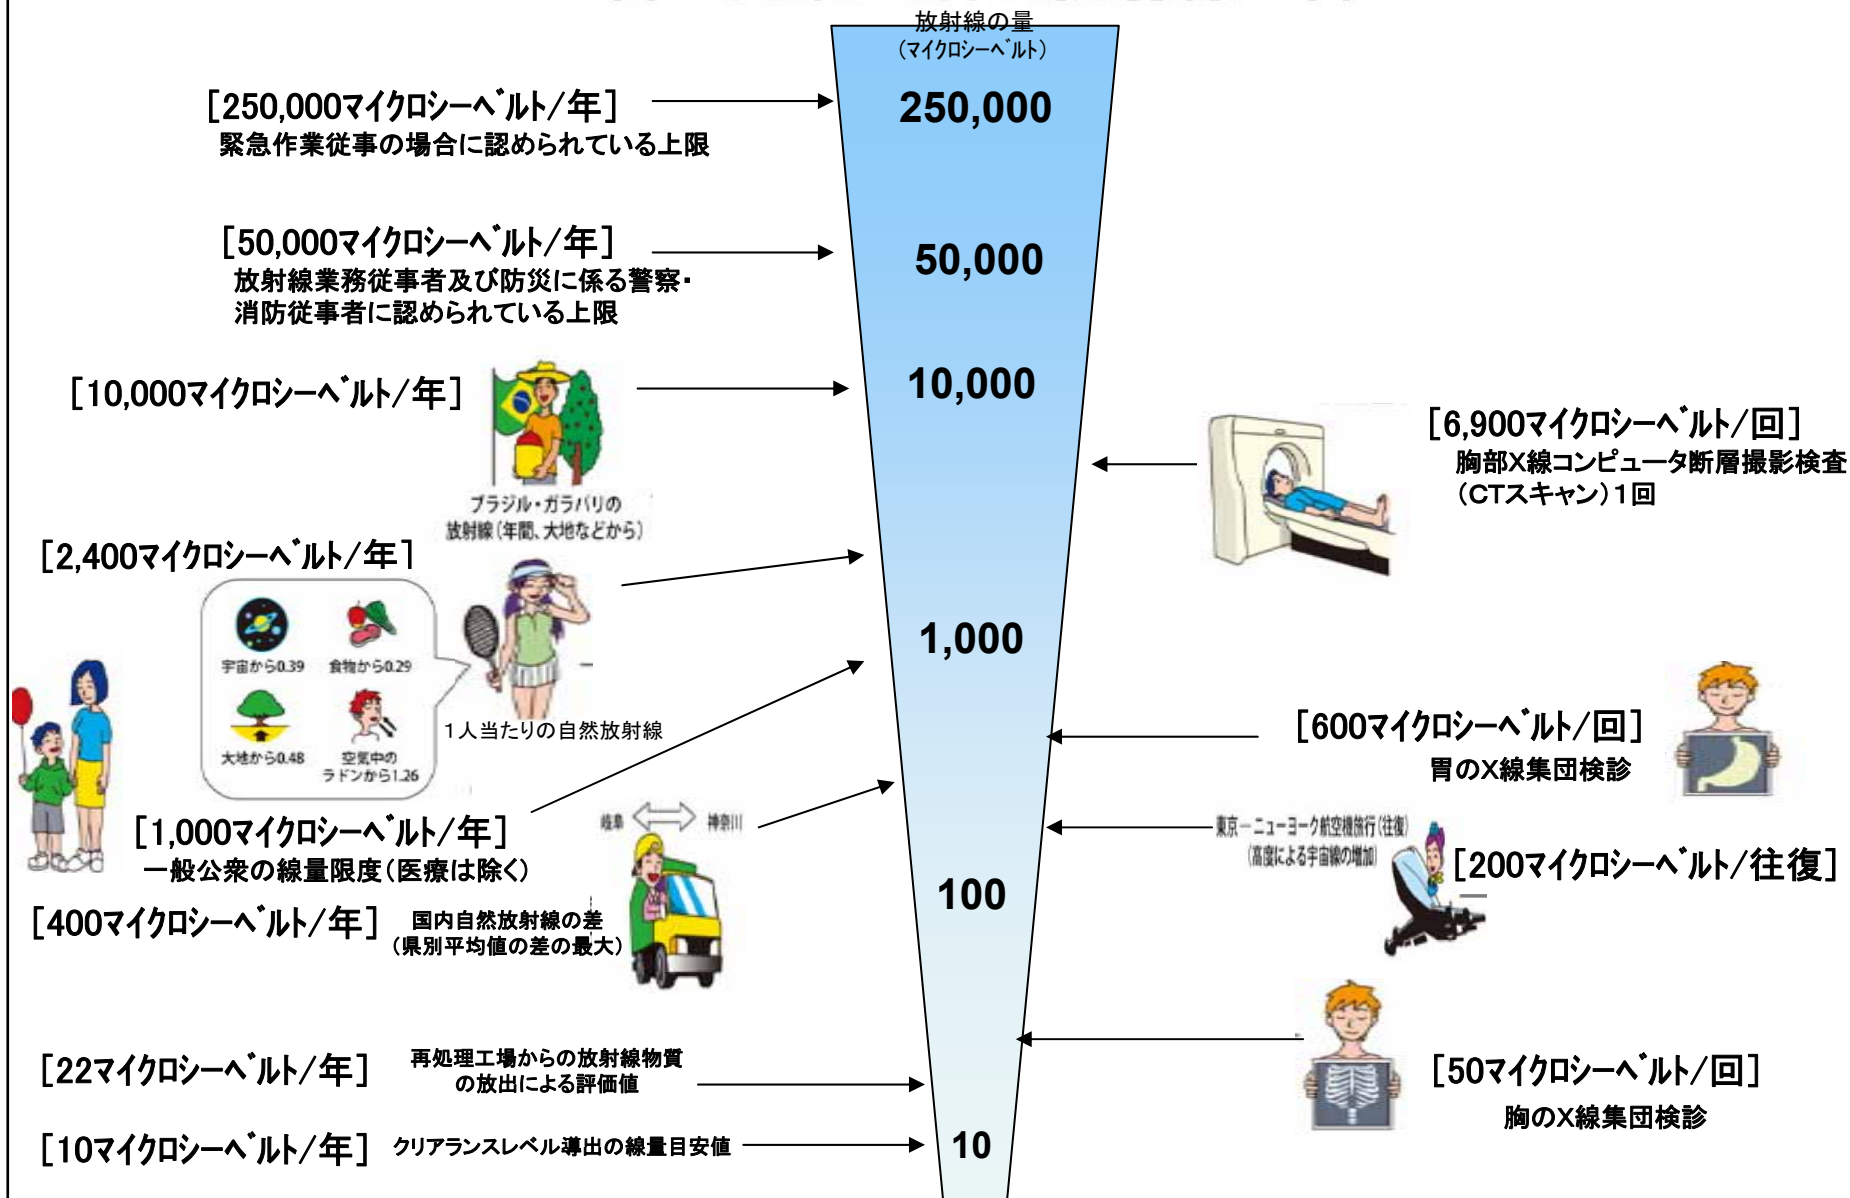 放射線の量
(マイクロシーベルト)
[250,000マイクロシーベルト/年]
緊急作業従事の場合に認められている上限
250,000
[50,000マイクロシーベルト/年]
放射線業務従事者及び防災に係る警察・
消防従事者に認められている上限
50,000
[10,000マイクロシーベルト/年]
ブラジル・ガラパリの
放射線(年間、大地などから)
10,000
[6,900マイクロシーベルト/回]
胸部X線コンピュータ断層撮影検査
(CTスキャン)1回
[2,400マイクロシーベルト/年]
宇宙から0.39
食物から0.29
大地から0.48
空気中の
ラドンから1.26
1人当たりの自然放射線
1,000
[1,000マイクロシーベルト/年]
一般公衆の線量限度(医療は除く)
[600マイクロシーベルト/回]
胃のX線集団検診
岐阜
神奈川
[400マイクロシーベルト/年]
国内自然放射線の差
(県別平均値の差の最大)
東京ーニューヨーク航空機旅行(往復)
(高度による宇宙線の増加)
[200マイクロシーベルト/往復]
100
[22マイクロシーベルト/年]
再処理工場からの放射線物質
の放出による評価値
[50マイクロシーベルト/回]
胸のX線集団検診
[10マイクロシーベルト/年]
クリアランスレベル導出の線量目安値
10